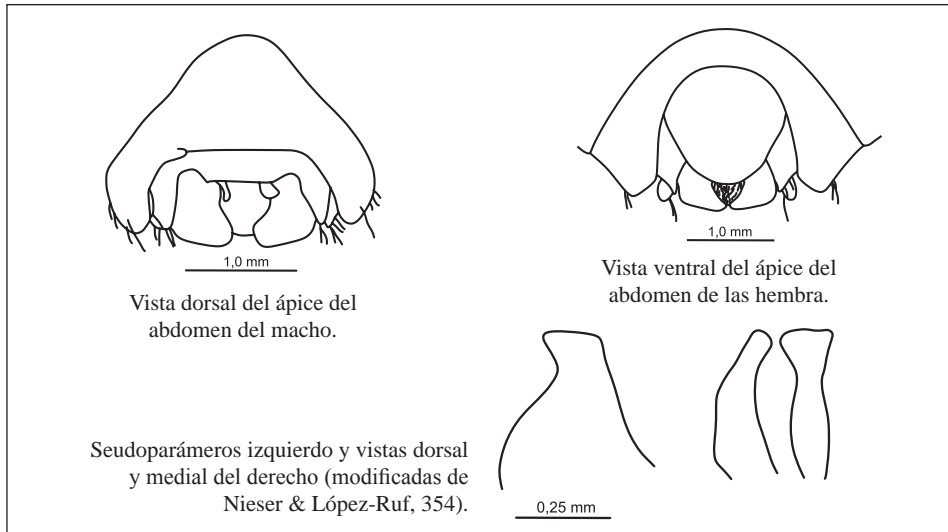 1,0 mm
Vista dorsal del ápice del
abdomen del macho.
1,0 mm
Vista ventral del ápice del
abdomen de las hembra.
Seudoparámeros izquierdo y vistas dorsal
y medial del derecho (modificadas de
Nieser & López-Ruf, 354).
0,25 mm